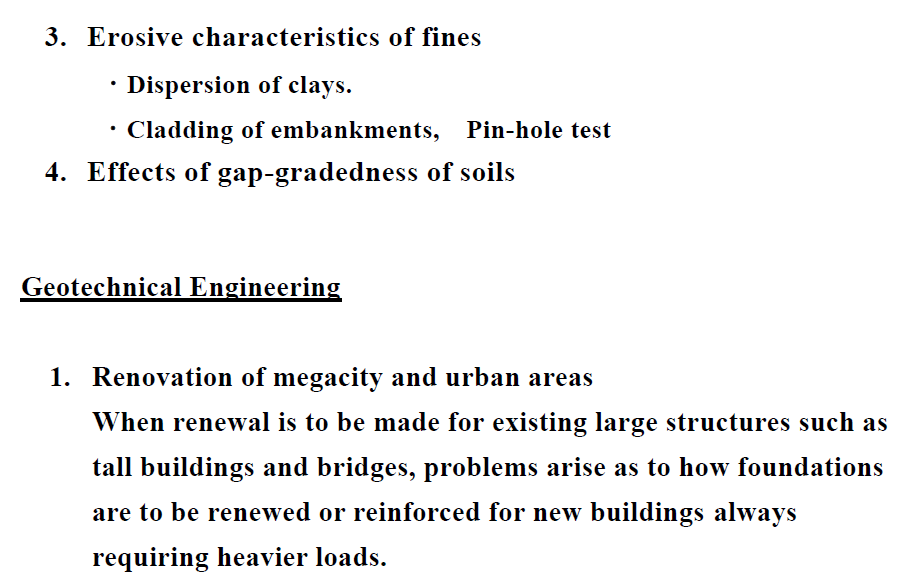 3. Erosive characteristics of fines
・Dispersion of clays.
・Cladding of embankments, Pin-hole test
4. Effects of gap-gradedness of soils
Geotechnical Engineering
1. Renovation of megacity and urban areas
When renewal is to be made for existing large structures such as
tall buildings and bridges, problems arise as to how foundations
are to be renewed or reinforced for new buildings always
requiring heavier loads.